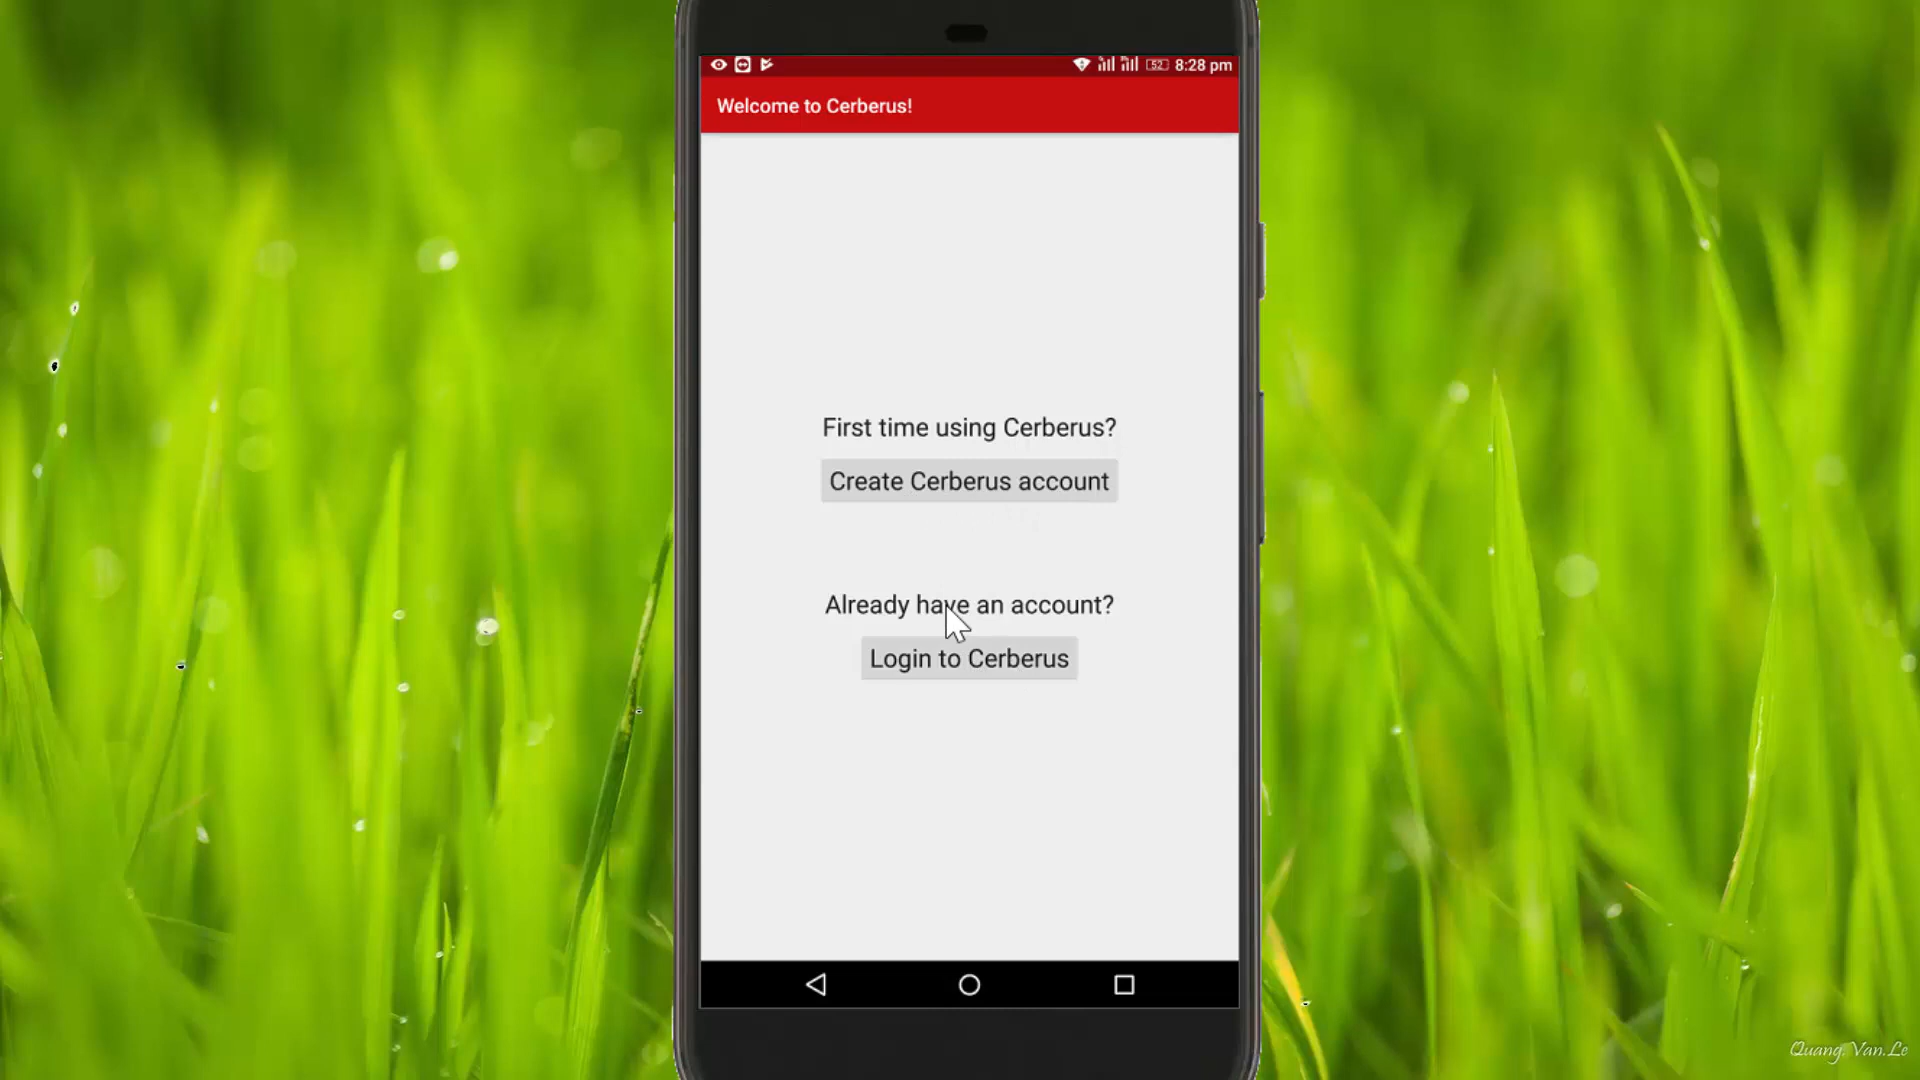 52 8:28 pm
Welcome to Cerberus!
First time using Cerberus?
Create Cerberus account
Already have an account?
Login to Cerberus
Quang.Van.Le